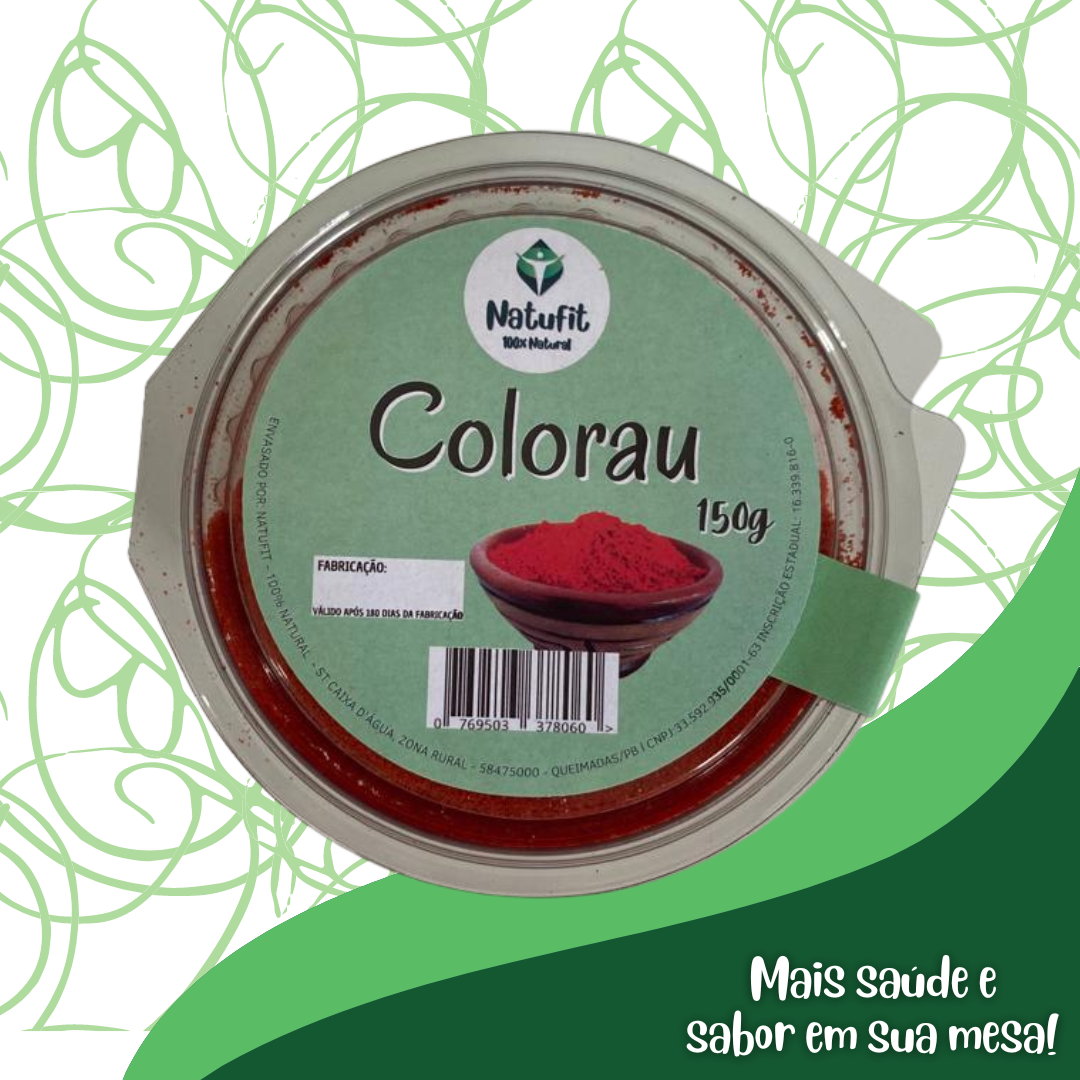 Natufit
100% Natural
Colorau
150g
FABRICAÇÃO:
VÁLIDO APÓS 180 DIAS DA FABRICAÇÃO
0 769503 378060 >
ENVASADO POR: NATUFIT - 100% NATURAL - ST CAIXA D'ÁGUA, ZONA RURAL - 58475000 - QUEIMADAS/PB | CNPJ:33.592.935/0001-63 INSCRIÇÃO ESTADUAL: 16.339.816-0
Mais saúde e
sabor em sua mesa!